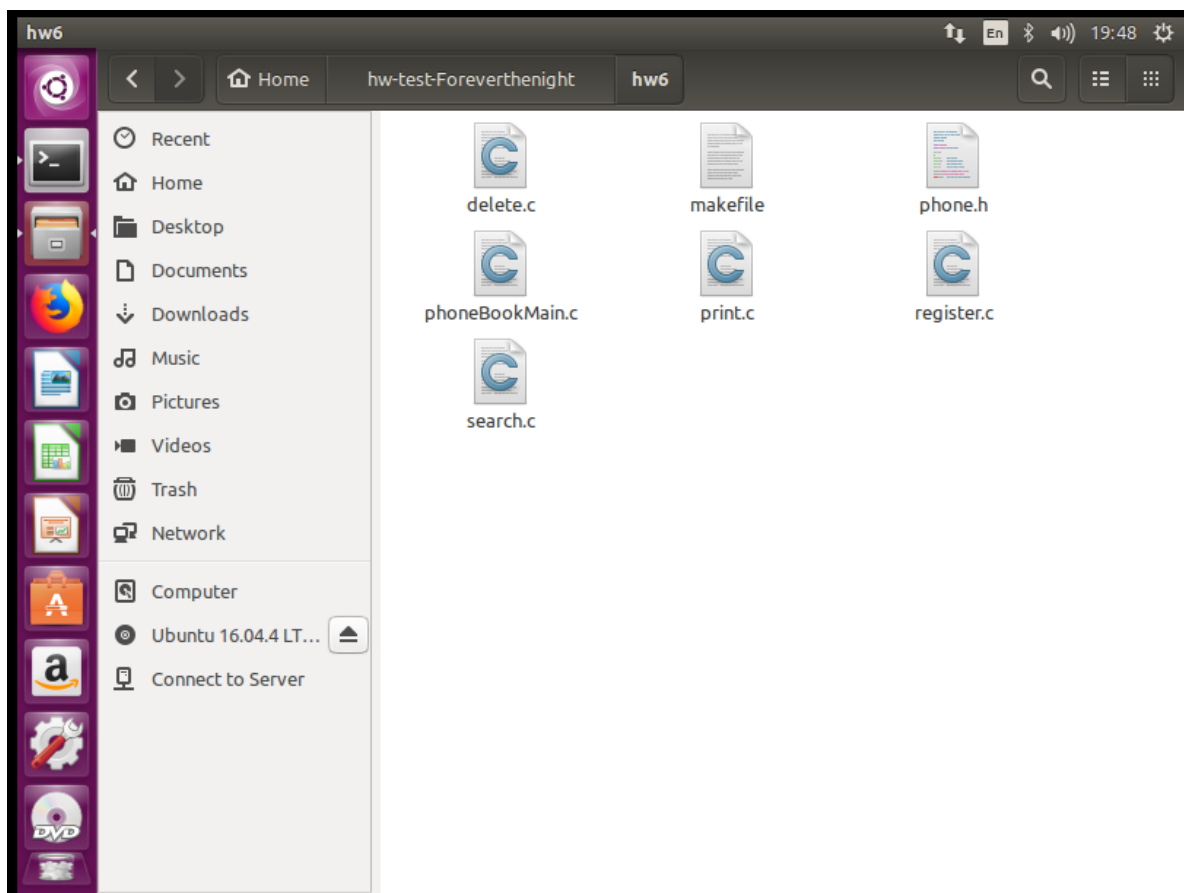 hw6
En
19:48
Home
hw-test-Foreverthenight
hw6
Recent
Home
Desktop
Documents
Downloads
Music
Pictures
Videos
Trash
Network
Computer
Ubuntu 16.04.4 LT...
Connect to Server
delete.c
makefile
phone.h
phoneBookMain.c
print.c
register.c
search.c
>_
A
a
DVD